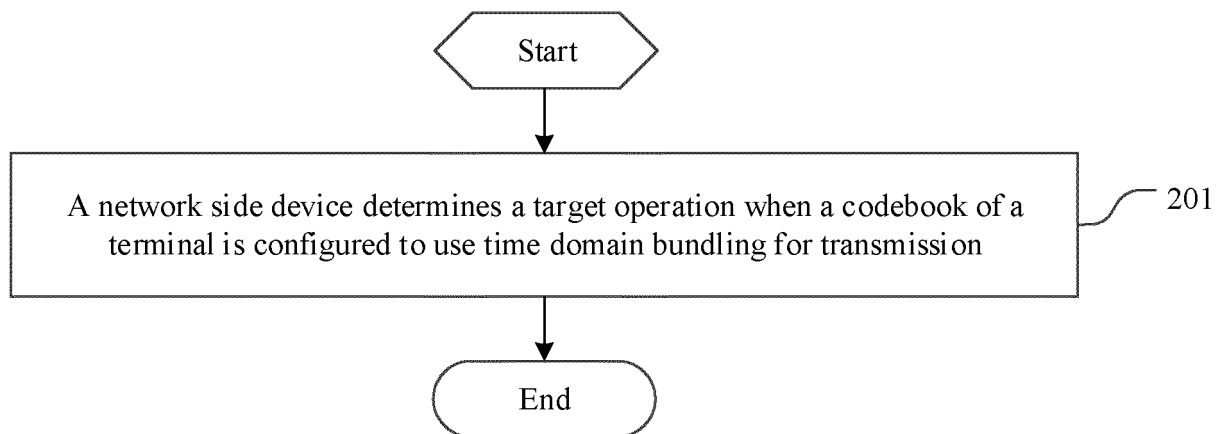 Start
A network side device determines a target operation when a codebook of a
terminal is configured to use time domain bundling for transmission
201
End